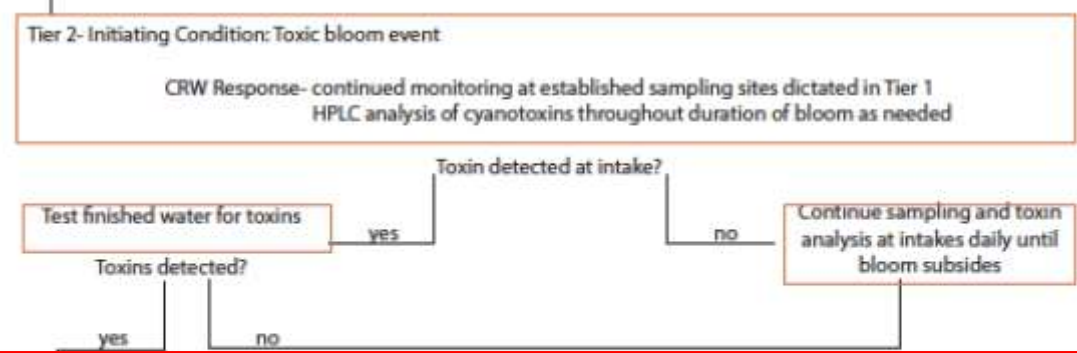 Tier 2- Initiating Condition: Toxic bloom event
CRW Response- continued monitoring at established sampling sites dictated in Tier 1
HPLC analysis of cyanotoxins throughout duration of bloom as needed
Toxin detected at intake?
Test finished water for toxins
yes
no
Continue sampling and toxin
analysis at intakes daily until
bloom subsides
Toxins detected?
yes
no